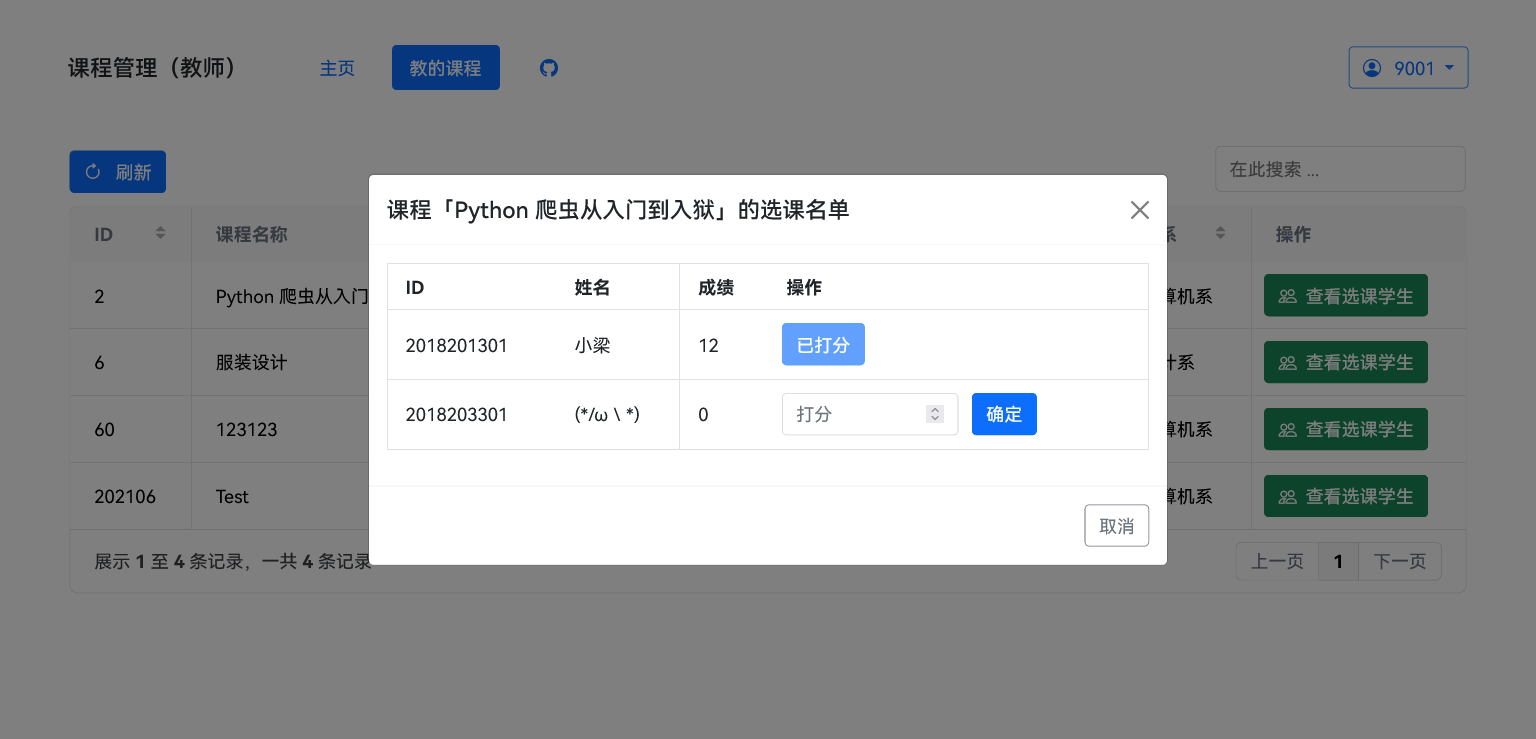 课程管理（教师） 主页 教的课程 9001
刷新 在此搜索 ...
课程「Python 爬虫从入门到入狱」的选课名单
ID 姓名 成绩 操作
2018201301 小梁 12 已打分
2018203301 (*/ω \ *) 0 打分 确定
取消
ID 课程名称 系 操作
2 Python 爬虫从入门 算机系 查看选课学生
6 服装设计 计系 查看选课学生
60 123123 算机系 查看选课学生
202106 Test 算机系 查看选课学生
展示 1 至 4 条记录，一共 4 条记录 上一页 1 下一页